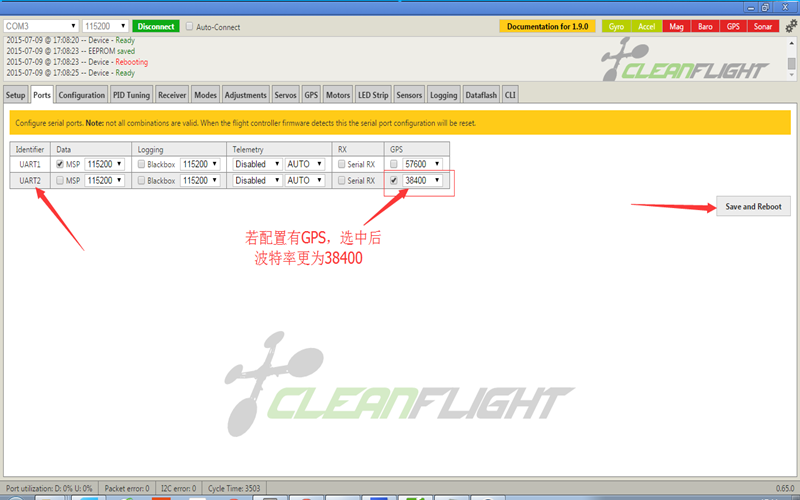 COM3 115200 Disconnect Auto-Connect Documentation for 1.9.0 Gyro Accel Mag Baro GPS Sonar
2015-07-09 @ 17:08:20 -- Device - Ready
2015-07-09 @ 17:08:23 -- EEPROM saved
2015-07-09 @ 17:08:23 -- Device - Rebooting
2015-07-09 @ 17:08:25 -- Device - Ready
CLEANFLIGHT
Setup Ports Configuration PID Tuning Receiver Modes Adjustments Servos GPS Motors LED Strip Sensors Logging Dataflash CLI
Configure serial ports. Note: not all combinations are valid. When the flight controller firmware detects this the serial port configuration will be reset.
Identifier Data Logging Telemetry RX GPS
UART1 MSP 115200 Blackbox 115200 Disabled AUTO Serial RX 57600
UART2 MSP 115200 Blackbox 115200 Disabled AUTO Serial RX 38400
Save and Reboot
若配置有GPS，选中后
波特率更为38400
CLEANFLIGHT
Port utilization: D: 0% U: 0% Packet error: 0 I2C error: 0 Cycle Time: 3503 0.65.0